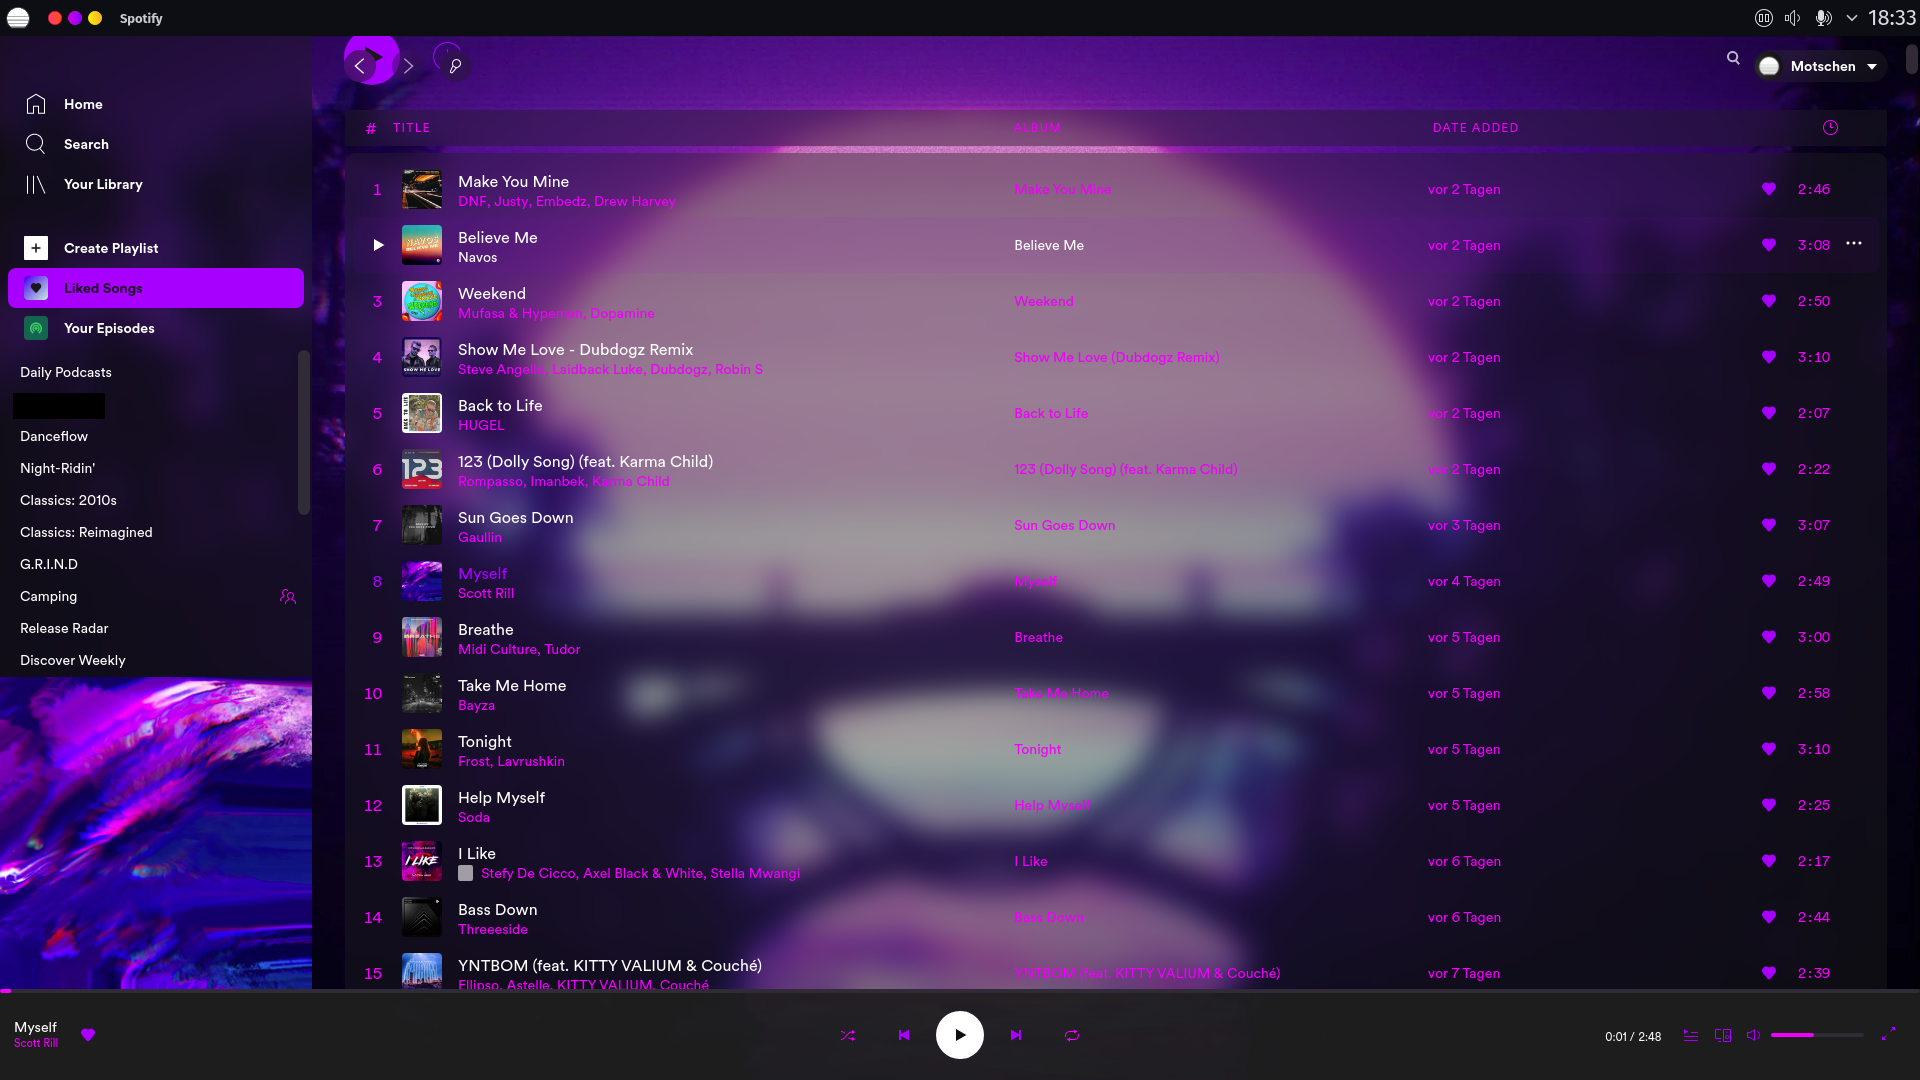 Spotify
18:33
Home
Search
Your Library
Create Playlist
Liked Songs
Your Episodes
Daily Podcasts
Danceflow
Night-Ridin'
Classics: 2010s
Classics: Reimagined
G.R.I.N.D
Camping
Release Radar
Discover Weekly
Motschen
# TITLE ALBUM DATE ADDED
1 Make You Mine Make You Mine vor 2 Tagen 2:46
DNF, Justy, Embedz, Drew Harvey
Believe Me Believe Me vor 2 Tagen 3:08
Navos
3 Weekend Weekend vor 2 Tagen 2:50
Mufasa & Hypeman, Dopamine
4 Show Me Love - Dubdogz Remix Show Me Love (Dubdogz Remix) vor 2 Tagen 3:10
Steve Angello, Laidback Luke, Dubdogz, Robin S
5 Back to Life Back to Life vor 2 Tagen 2:07
HUGEL
6 123 (Dolly Song) (feat. Karma Child) 123 (Dolly Song) (feat. Karma Child) vor 2 Tagen 2:22
Rompasso, Imanbek, Karma Child
7 Sun Goes Down Sun Goes Down vor 3 Tagen 3:07
Gaullin
8 Myself Myself vor 4 Tagen 2:49
Scott Rill
9 Breathe Breathe vor 5 Tagen 3:00
Midi Culture, Tudor
10 Take Me Home Take Me Home vor 5 Tagen 2:58
Bayza
11 Tonight Tonight vor 5 Tagen 3:10
Frost, Lavrushkin
12 Help Myself Help Myself vor 5 Tagen 2:25
Soda
13 I Like I Like vor 6 Tagen 2:17
Stefy De Cicco, Axel Black & White, Stella Mwangi
14 Bass Down Bass Down vor 6 Tagen 2:44
Threeeside
15 YNTBOM (feat. KITTY VALIUM & Couché) YNTBOM (feat. KITTY VALIUM & Couché) vor 7 Tagen 2:39
Ellipso, Astelle, KITTY VALIUM, Couché
Myself
Scott Rill
0:01 / 2:48